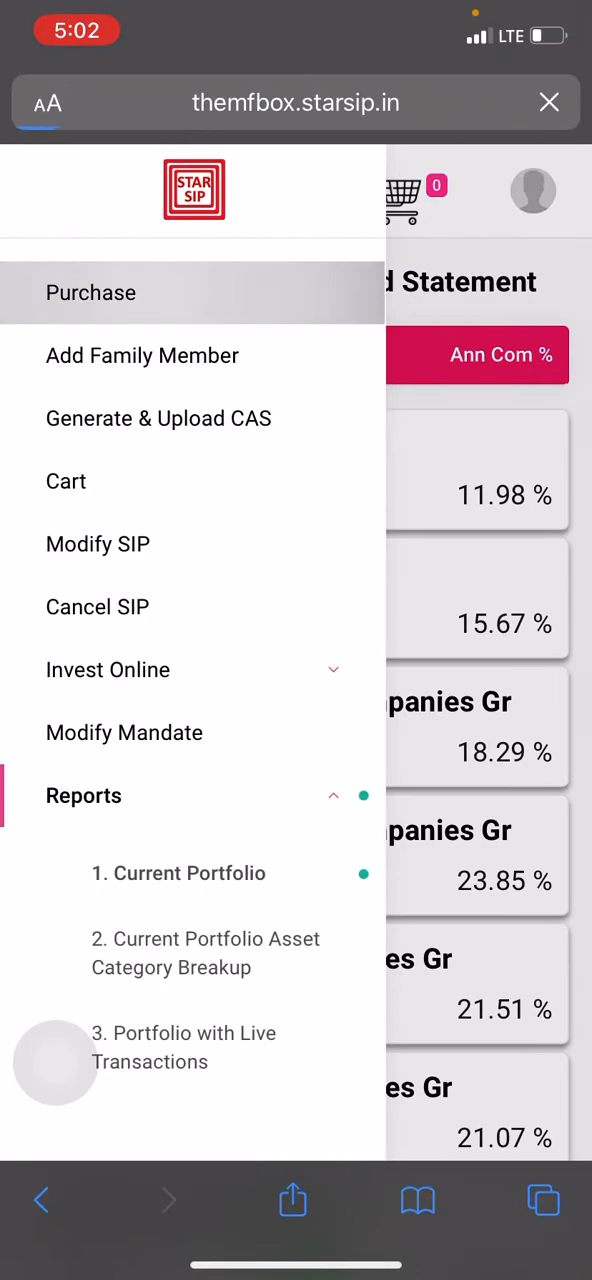 5:02
LTE
AA
themfbox.starsip.in
STAR
SIP
0
Purchase
Statement
Add Family Member
Ann Com %
Generate & Upload CAS
Cart
11.98 %
Modify SIP
Cancel SIP
15.67 %
Invest Online
panies Gr
Modify Mandate
18.29 %
Reports
panies Gr
1. Current Portfolio
23.85 %
2. Current Portfolio Asset
Category Breakup
es Gr
21.51 %
3. Portfolio with Live
Transactions
es Gr
21.07 %